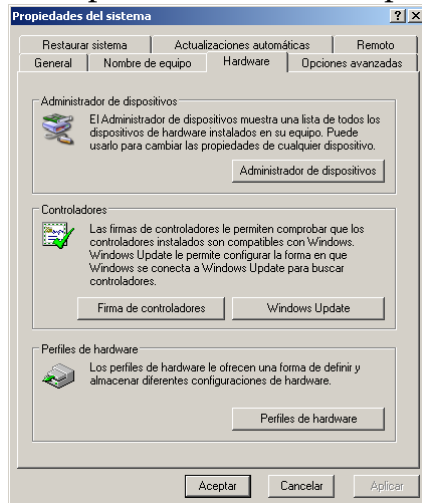 Propiedades del sistema
Restaurar sistema Actualizaciones automáticas Remoto
General Nombre de equipo Hardware Opciones avanzadas
Administrador de dispositivos
El Administrador de dispositivos muestra una lista de todos los
dispositivos de hardware instalados en su equipo. Puede
usarlo para cambiar las propiedades de cualquier dispositivo.
Administrador de dispositivos
Controladores
Las firmas de controladores le permiten comprobar que los
controladores instalados son compatibles con Windows.
Windows Update le permite configurar la forma en que
Windows se conecta a Windows Update para buscar
controladores.
Firma de controladores Windows Update
Perfiles de hardware
Los perfiles de hardware le ofrecen una forma de definir y
almacenar diferentes configuraciones de hardware.
Perfiles de hardware
Aceptar Cancelar Aplicar